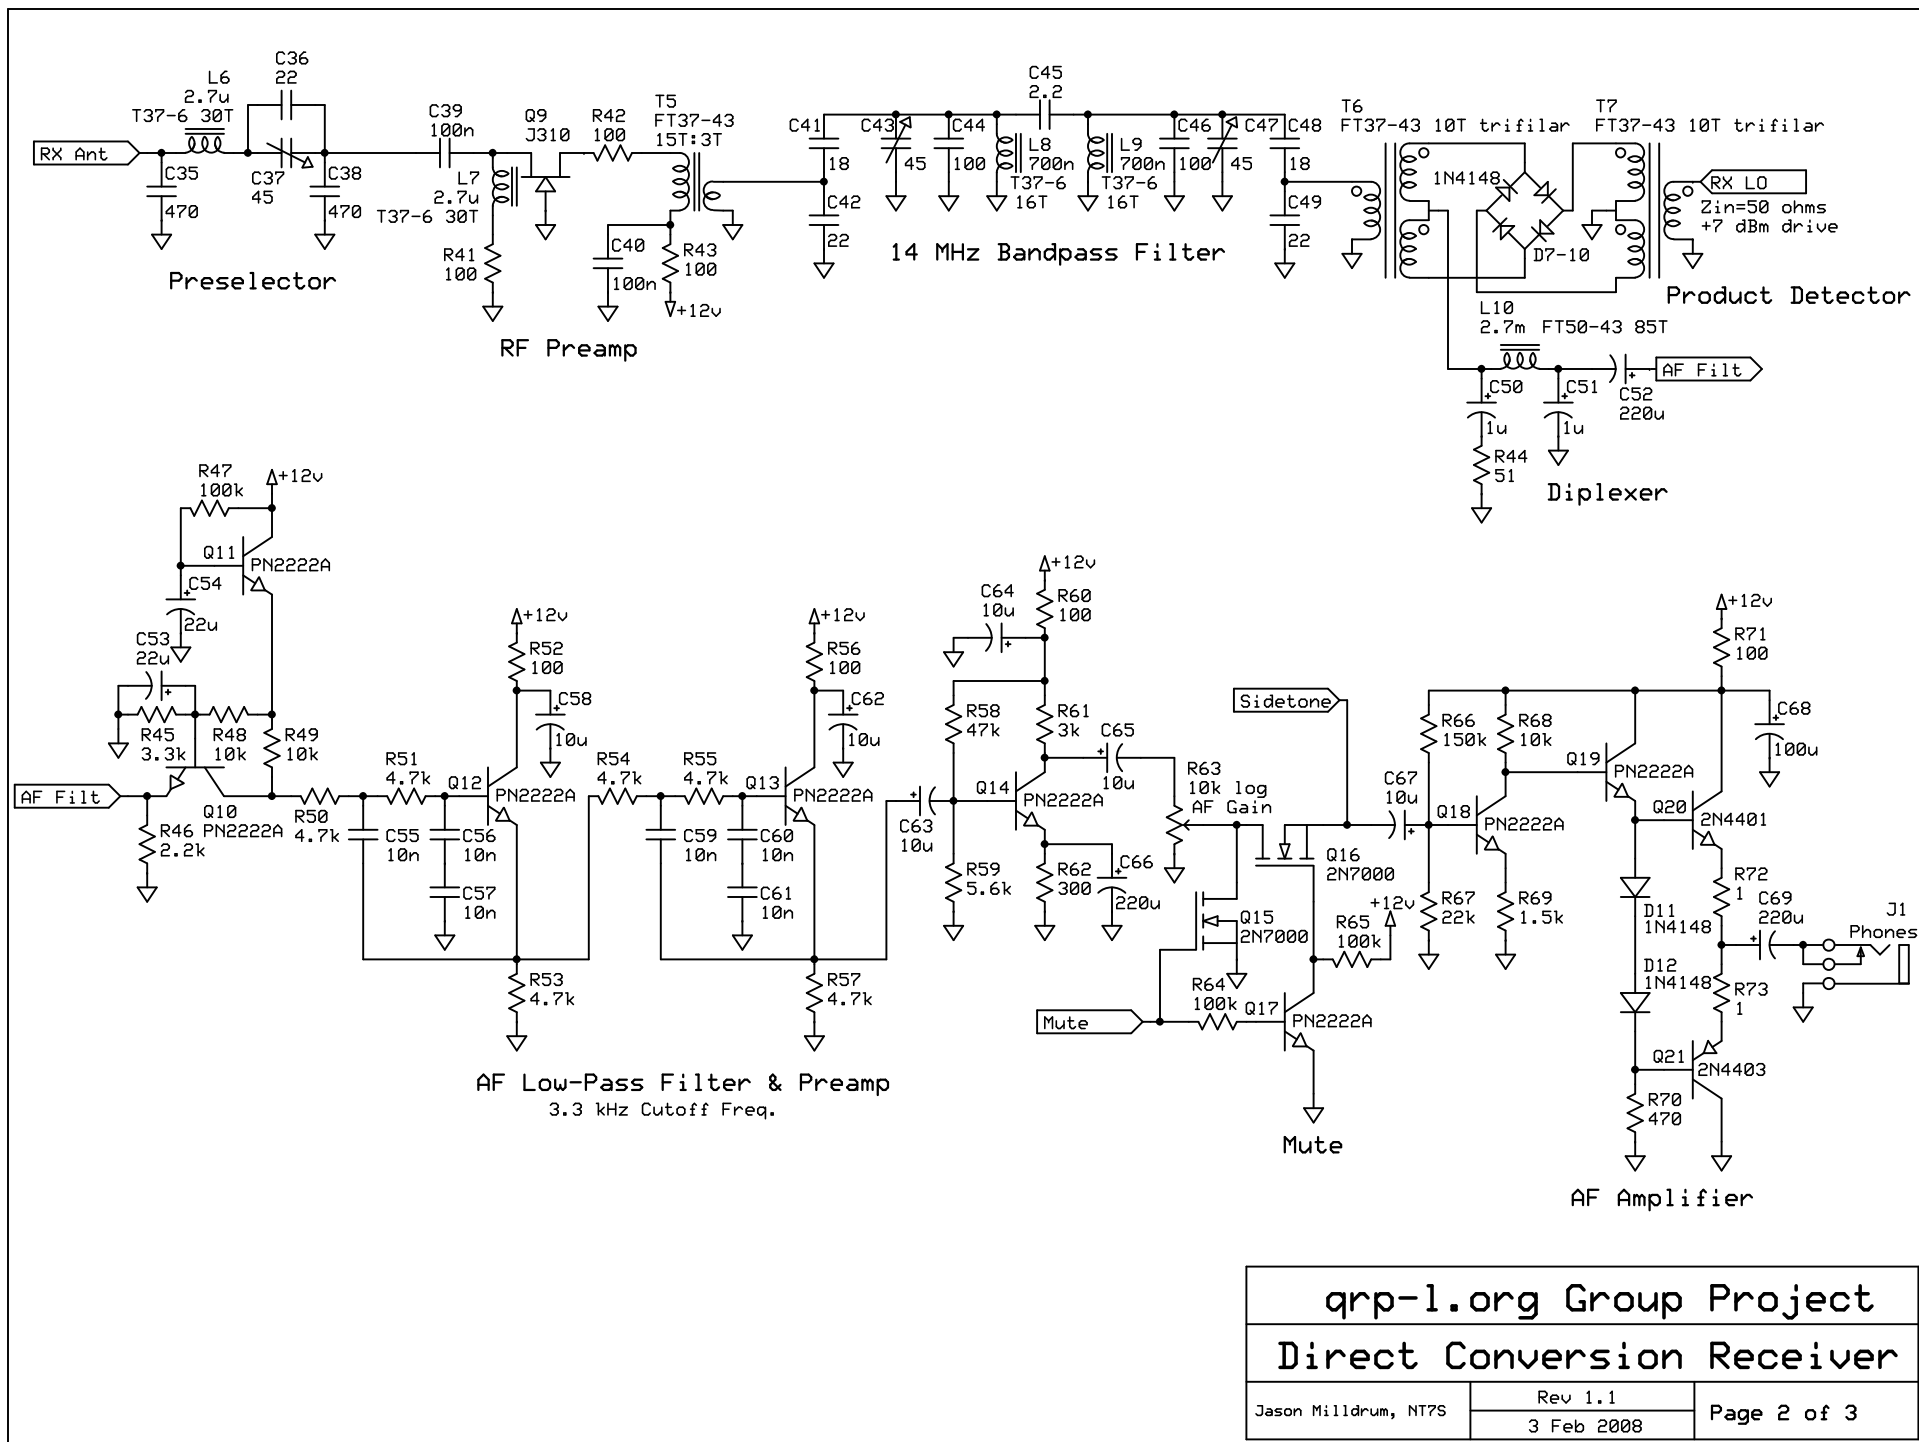 C36
22
L6
2.7u
T37-6 30T
RX Ant
C35
470
C37
45
C38
470
Preselector
C39
100n
Q9
J310
R42
100
T5
FT37-43
15T:3T
L7
2.7u
T37-6 30T
R41
100
C40
100n
R43
100
+12v
RF Preamp
C41
18
C42
22
C43
45
C44
100
C45
2.2
L8
700n
T37-6
16T
L9
700n
T37-6
16T
C46
100
C47
45
C48
18
C49
22
14 MHz Bandpass Filter
T6
FT37-43 10T trifilar
T7
FT37-43 10T trifilar
1N4148
D7-10
RX LO
Zin=50 ohms
+7 dBm drive
Product Detector
L10
2.7m FT50-43 85T
C50
1u
C51
1u
C52
220u
AF Filt
R44
51
Diplexer
R47
100k
+12v
Q11
PN2222A
C54
22u
C53
22u
R45
3.3k
R48
10k
R49
10k
AF Filt
Q10
PN2222A
R46
2.2k
R50
4.7k
R51
4.7k
C55
10n
C56
10n
C57
10n
Q12
PN2222A
+12v
R52
100
C58
10u
R53
4.7k
R54
4.7k
R55
4.7k
C59
10n
C60
10n
C61
10n
Q13
PN2222A
+12v
R56
100
C62
10u
R57
4.7k
AF Low-Pass Filter & Preamp
3.3 kHz Cutoff Freq.
C63
10u
C64
10u
+12v
R60
100
R58
47k
R61
3k
C65
10u
Q14
PN2222A
R59
5.6k
R62
300
C66
220u
R63
10k log
AF Gain
Sidetone
Q16
2N7000
Q15
2N7000
R65
100k
+12v
R64
100k
Q17
PN2222A
Mute
Mute
C67
10u
R66
150k
R68
10k
Q18
PN2222A
R67
22k
R69
1.5k
+12v
R71
100
C68
100u
Q19
PN2222A
Q20
2N4401
D11
1N4148
D12
1N4148
R72
1
R73
1
C69
220u
J1
Phones
Q21
2N4403
R70
470
AF Amplifier
qrp-l.org Group Project
Direct Conversion Receiver
Jason Milldrum, NT7S
Rev 1.1
3 Feb 2008
Page 2 of 3